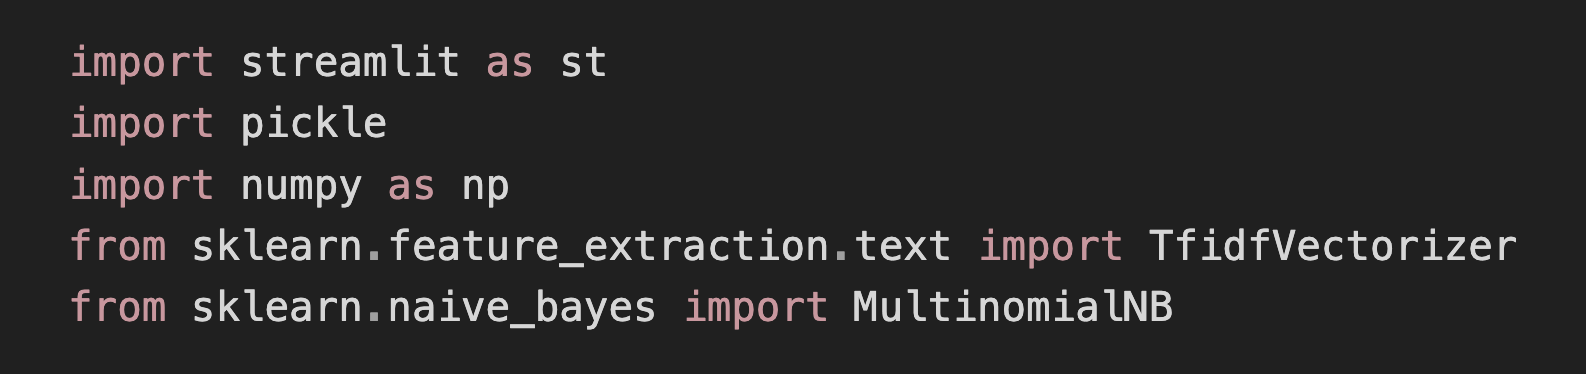 import streamlit as st
import pickle
import numpy as np
from sklearn.feature_extraction.text import TfidfVectorizer
from sklearn.naive_bayes import MultinomialNB